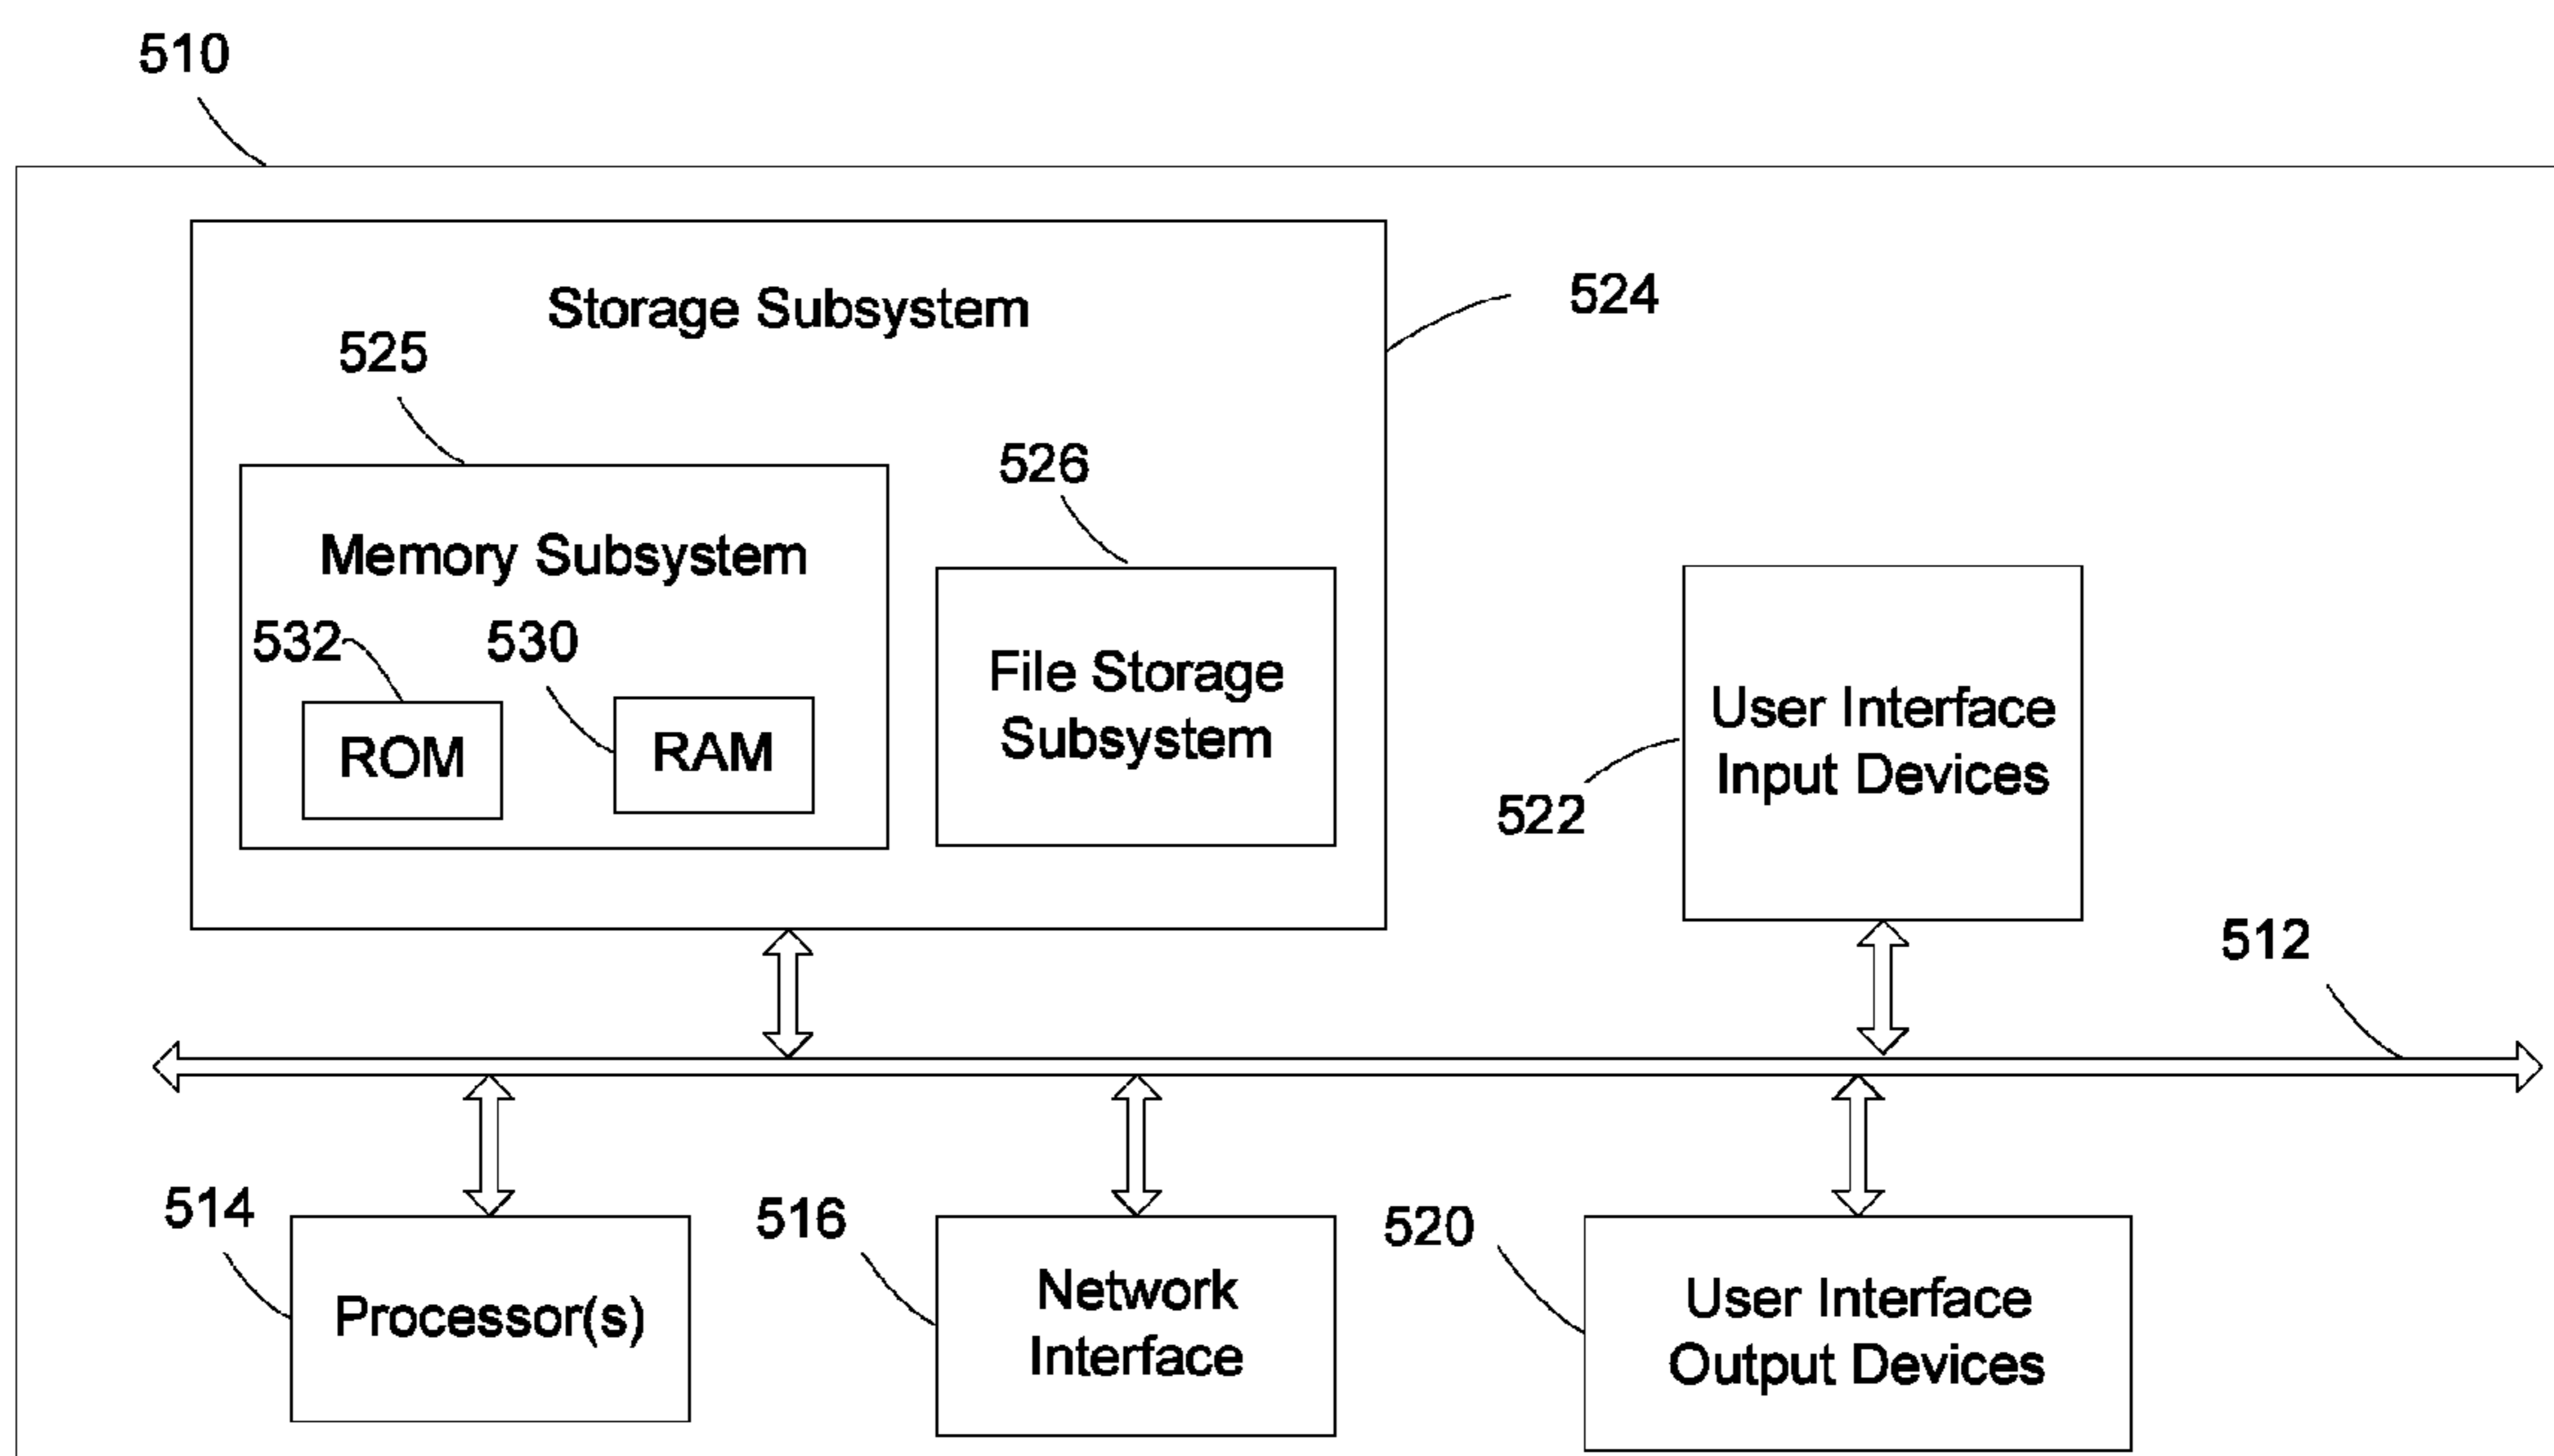 510
Storage Subsystem
524
525
526
Memory Subsystem
532
530
ROM
RAM
File Storage
Subsystem
User Interface
Input Devices
522
512
514
516
520
Processor(s)
Network
Interface
User Interface
Output Devices